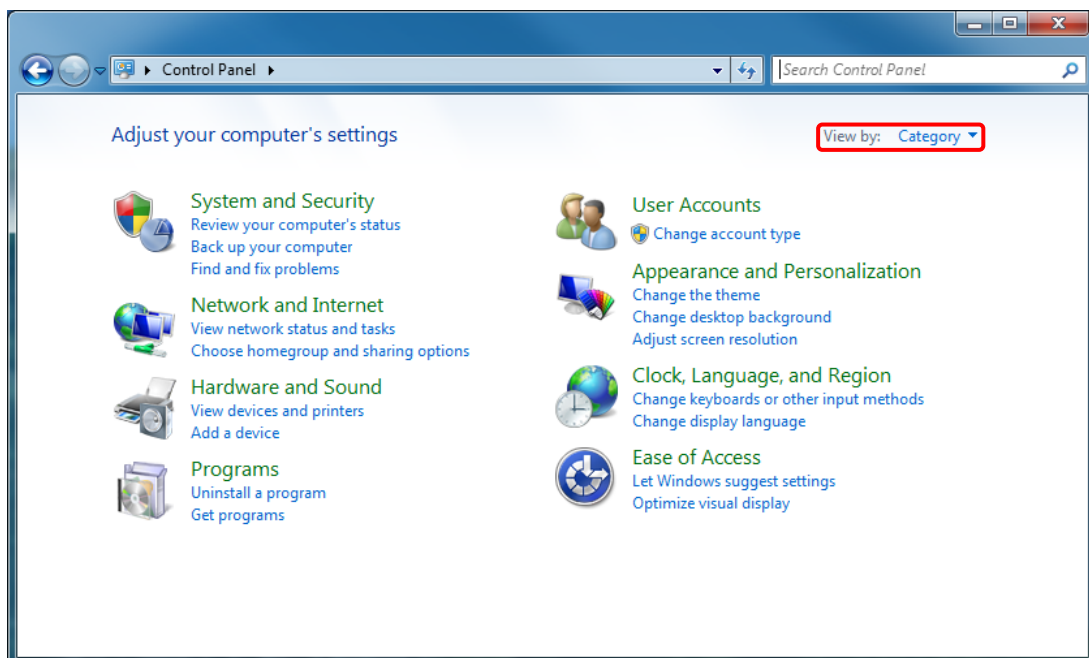 Control Panel
Search Control Panel
Adjust your computer's settings
View by: Category
System and Security
Review your computer's status
Back up your computer
Find and fix problems
Network and Internet
View network status and tasks
Choose homegroup and sharing options
Hardware and Sound
View devices and printers
Add a device
Programs
Uninstall a program
Get programs
User Accounts
Change account type
Appearance and Personalization
Change the theme
Change desktop background
Adjust screen resolution
Clock, Language, and Region
Change keyboards or other input methods
Change display language
Ease of Access
Let Windows suggest settings
Optimize visual display